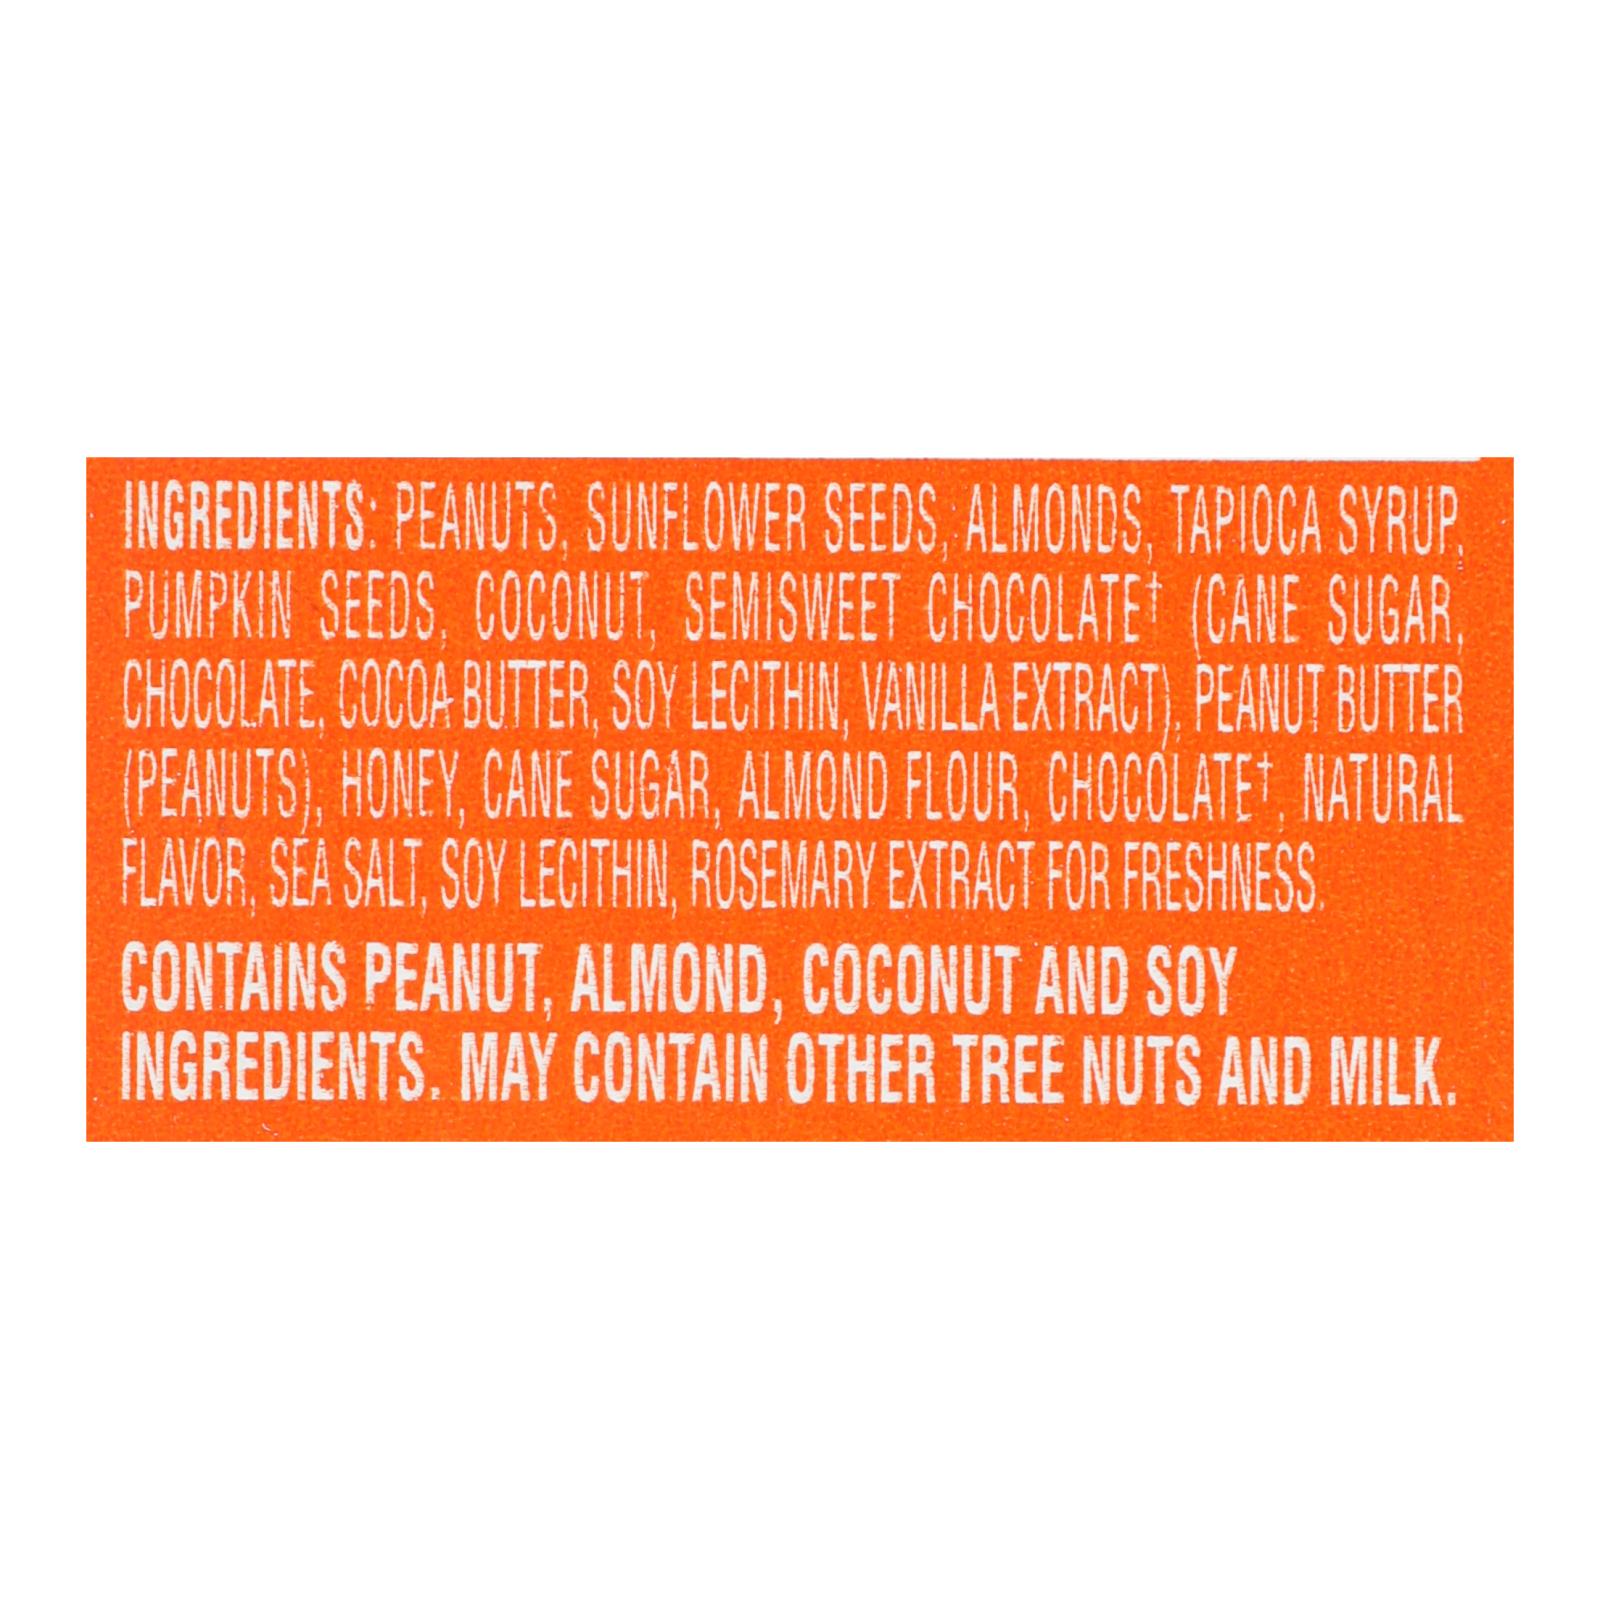 INGREDIENTS: PEANUTS, SUNFLOWER SEEDS, ALMONDS, TAPIOCA SYRUP,
PUMPKIN SEEDS, COCONUT, SEMISWEET CHOCOLATE† (CANE SUGAR,
CHOCOLATE, COCOA BUTTER, SOY LECITHIN, VANILLA EXTRACT), PEANUT BUTTER
(PEANUTS), HONEY, CANE SUGAR, ALMOND FLOUR, CHOCOLATE†, NATURAL
FLAVOR, SEA SALT, SOY LECITHIN, ROSEMARY EXTRACT FOR FRESHNESS.
CONTAINS PEANUT, ALMOND, COCONUT AND SOY
INGREDIENTS. MAY CONTAIN OTHER TREE NUTS AND MILK.